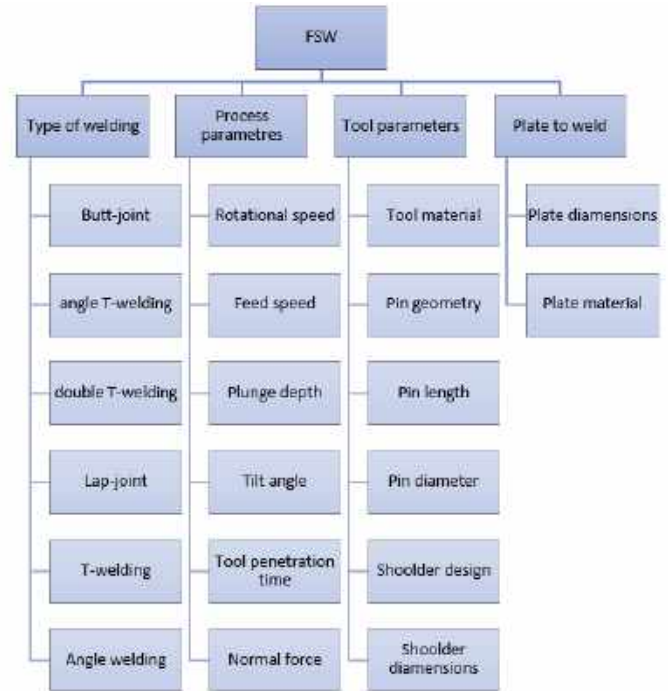 FSW
Type of welding
Process
parametres
Tool parameters
Plate to weld
Butt-joint
angle T-welding
double T-welding
Lap-joint
T-welding
Angle welding
Rotational speed
Feed speed
Plunge depth
Tilt angle
Tool penetration
time
Normal force
Tool material
Pin geometry
Pin length
Pin diameter
Shoolder design
Shoolder
diamensions
Plate diamensions
Plate material